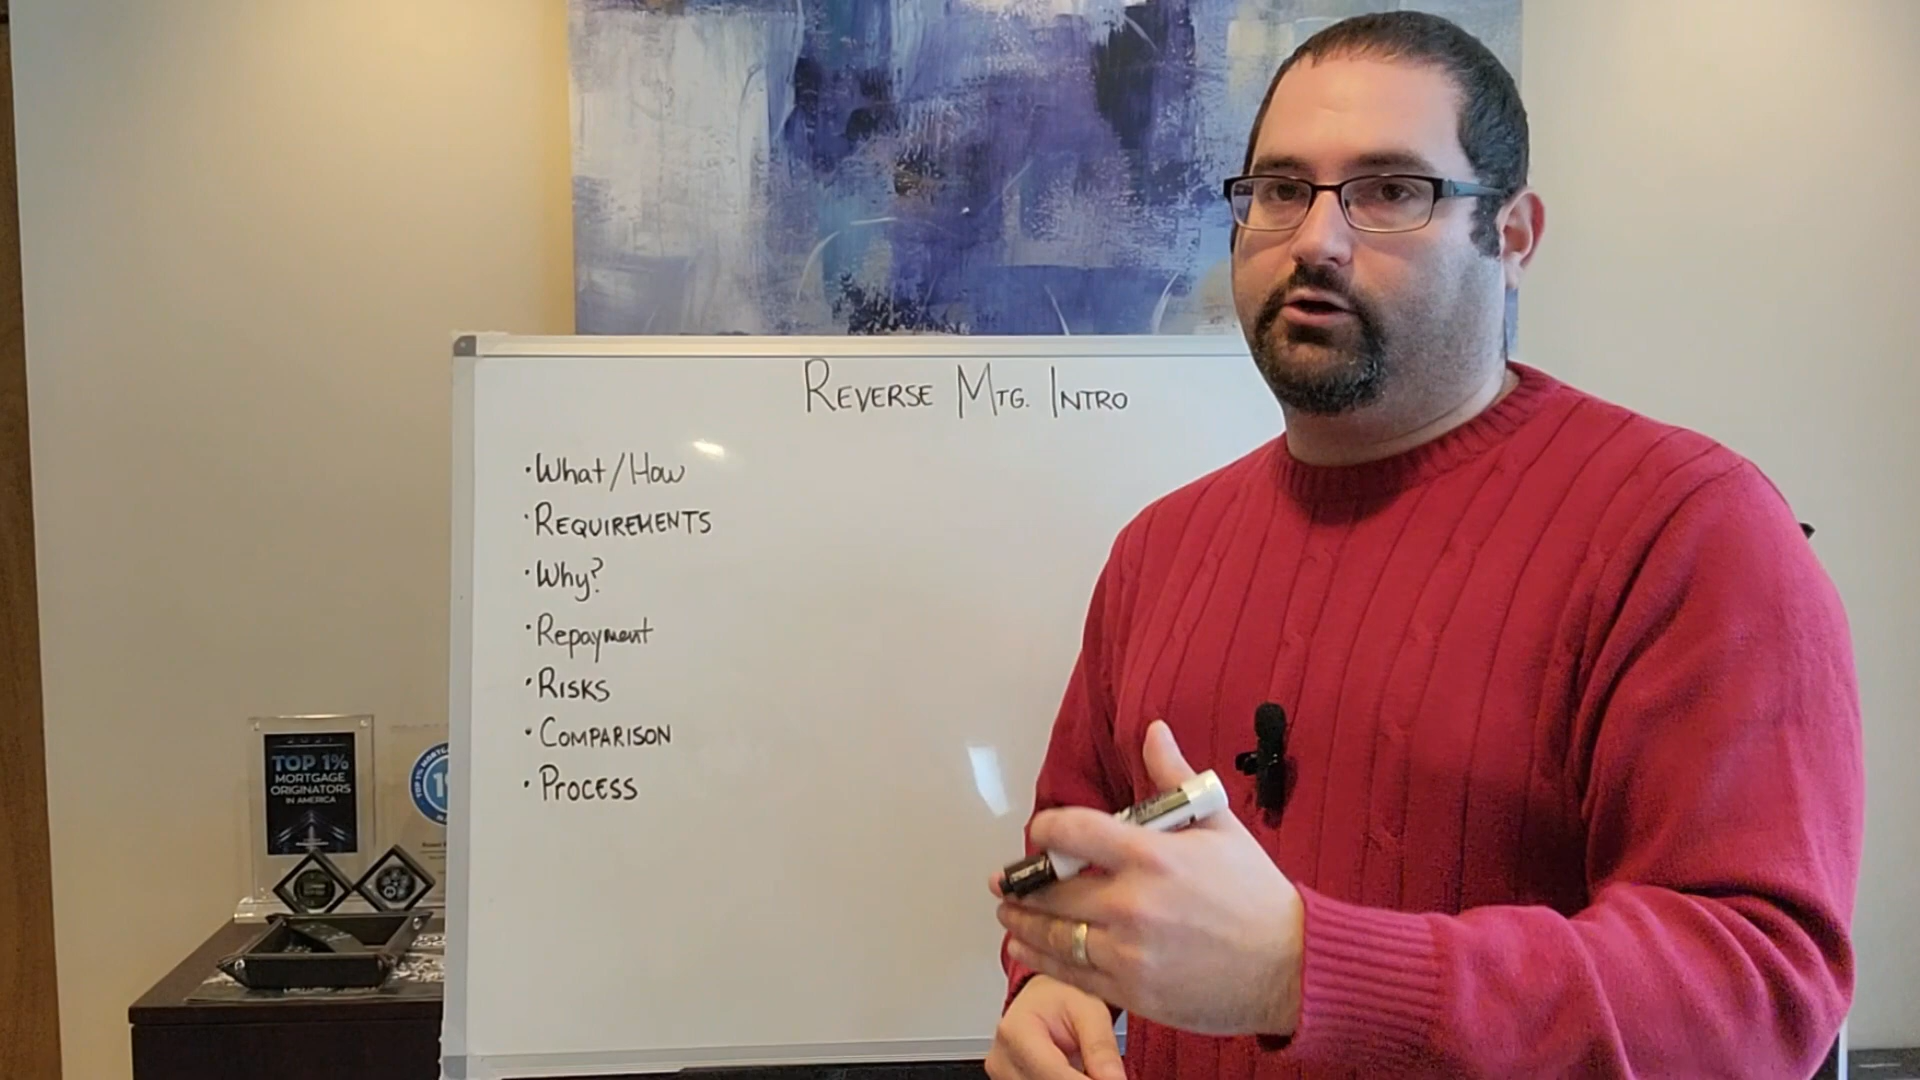 REVERSE MTG. INTRO
•What/How
•REQUIREMENTS
•Why?
•Repayment
•RISKS
•COMPARISON
•PROCESS
TOP 1%
MORTGAGE
ORIGINATORS
IN AMERICA